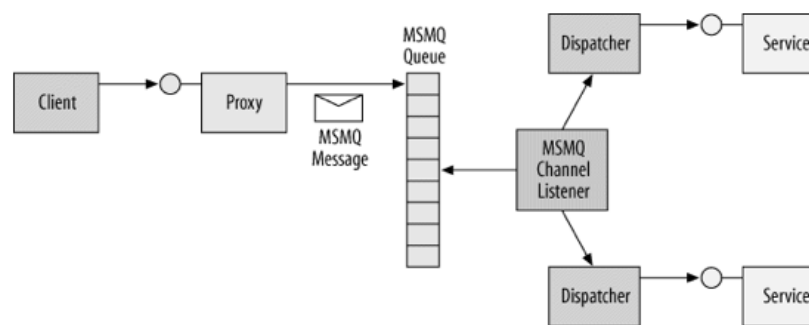 MSMQ
Queue
Client
Proxy
MSMQ
Message
Dispatcher
Service
MSMQ
Channel
Listener
Dispatcher
Service